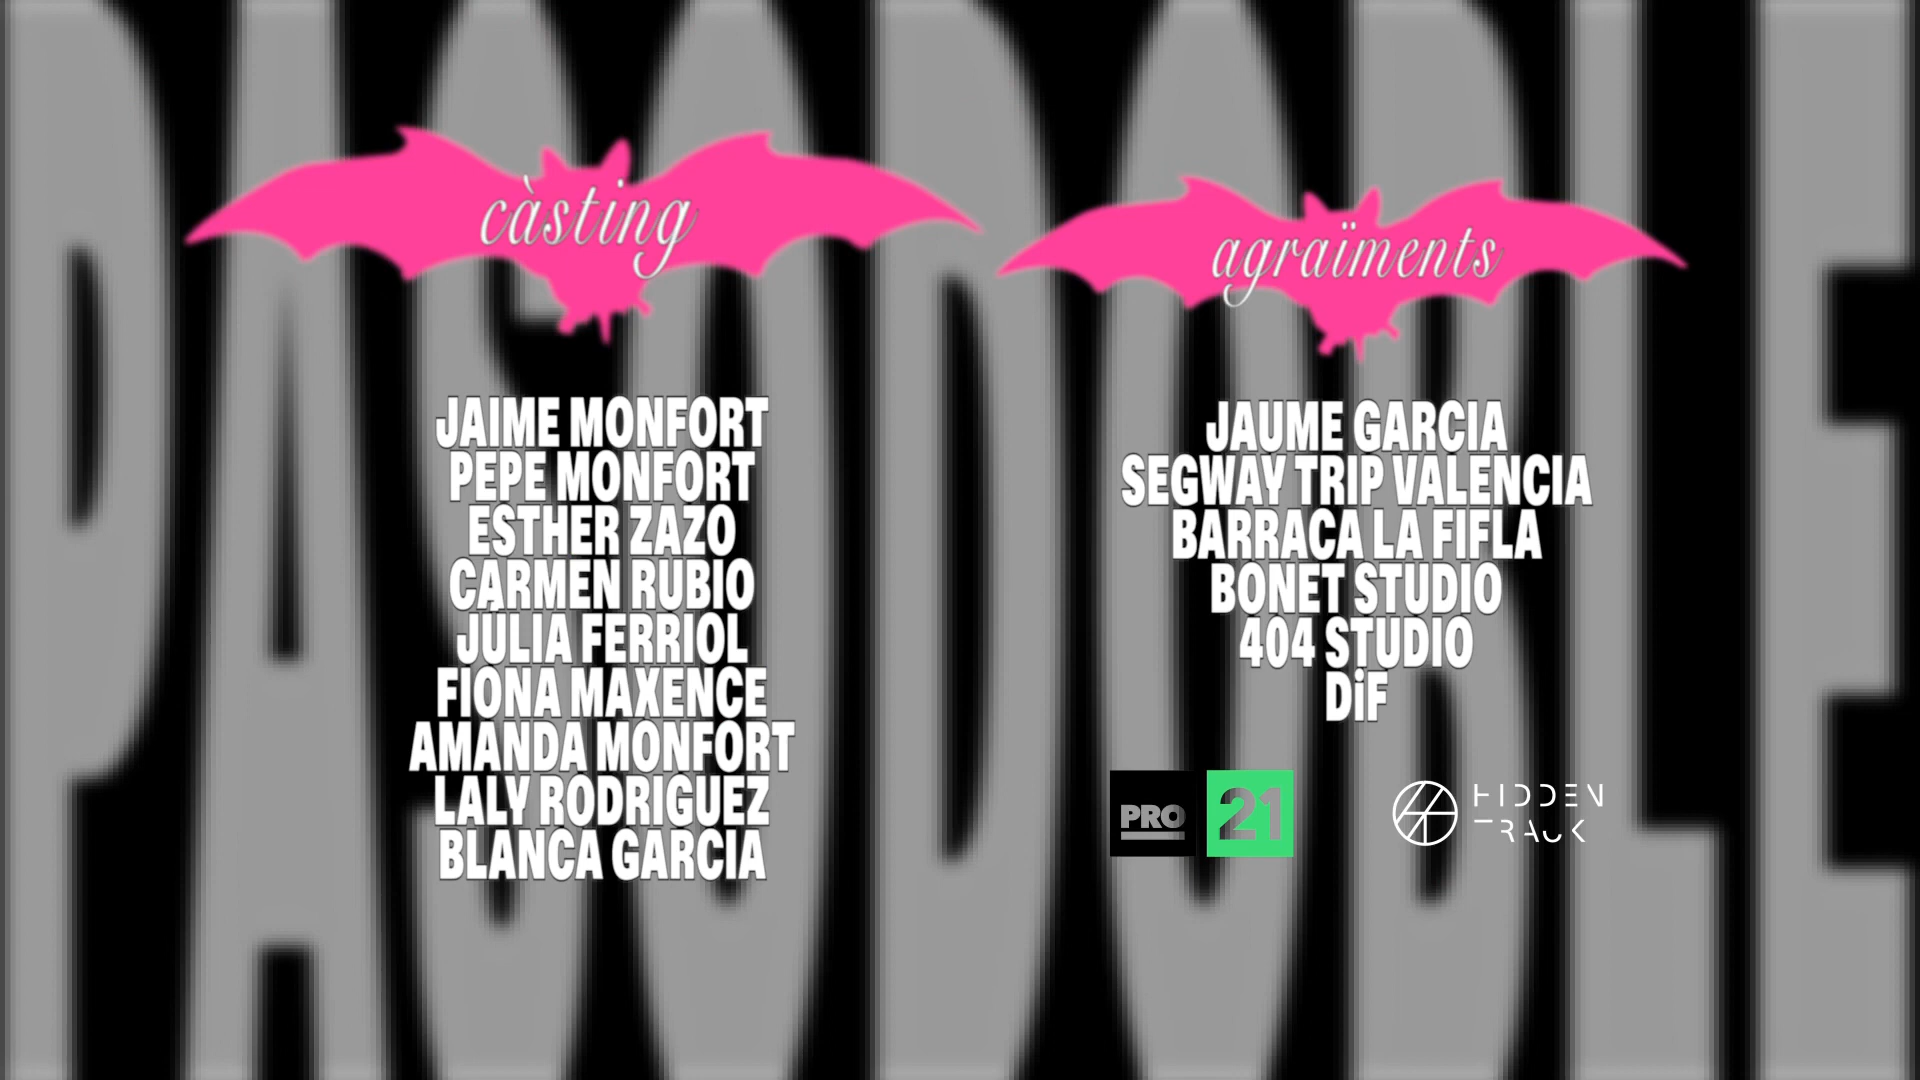 PASODOBLE
càsting
JAIME MONFORT
PEPE MONFORT
ESTHER ZAZO
CARMEN RUBIO
JÚLIA FERRIOL
FIONA MAXENCE
AMANDA MONFORT
LALY RODRIGUEZ
BLANCA GARCIA
agraïments
JAUME GARCIA
SEGWAY TRIP VALENCIA
BARRACA LA FIFLA
BONET STUDIO
404 STUDIO
DiF
PRO 21
HIDDEN
TRACK